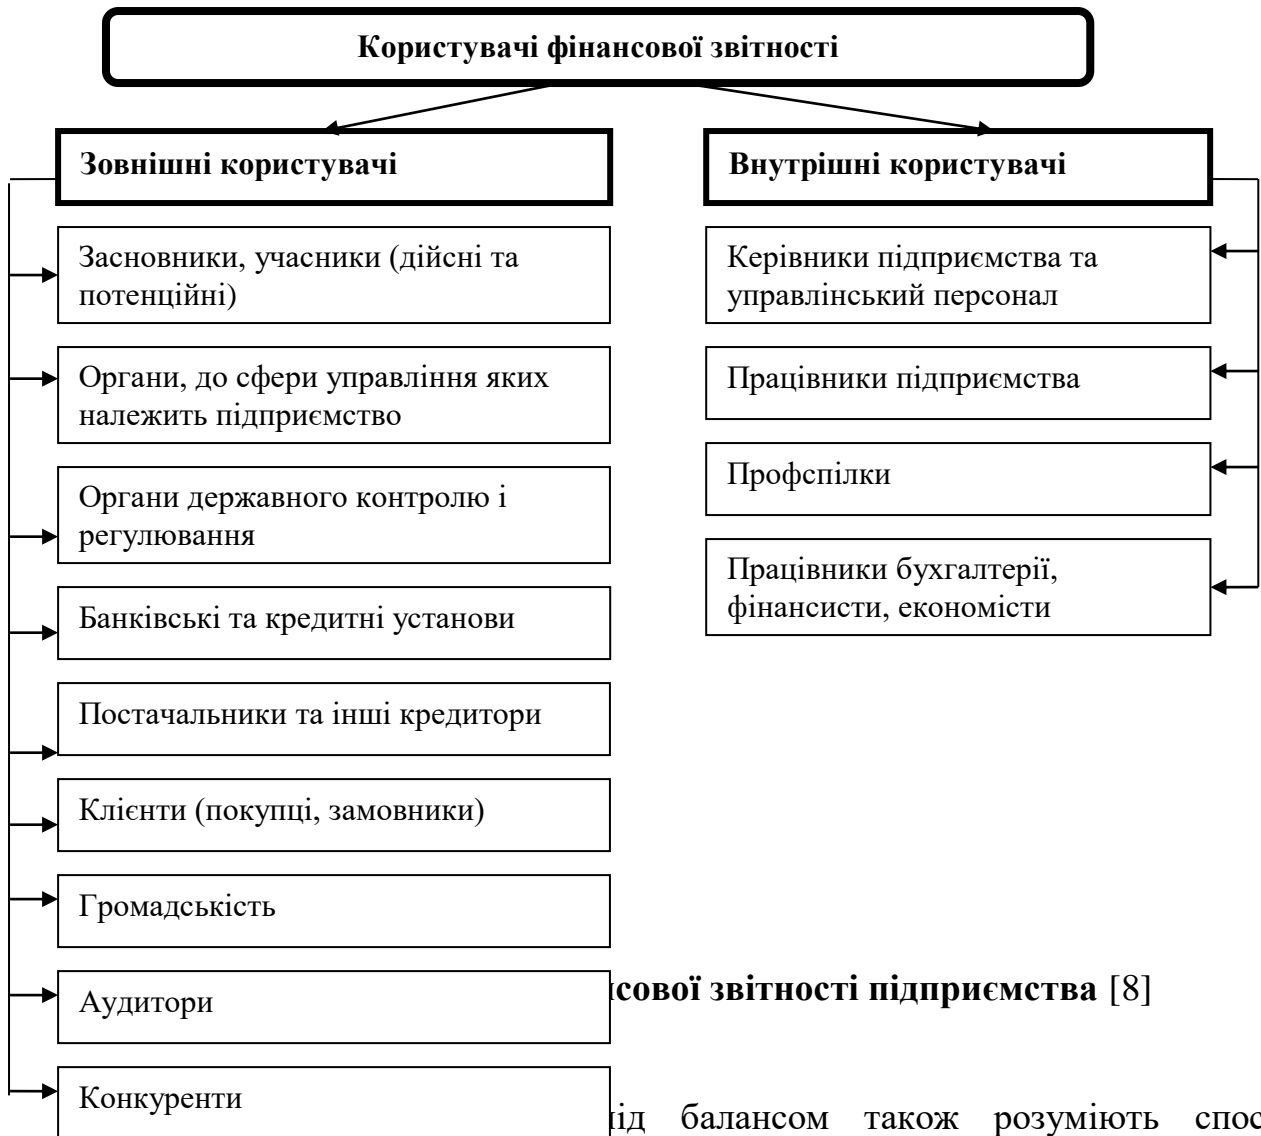 Користувачі фінансової звітності
Зовнішні користувачі
Засновники, учасники (дійсні та
потенційні)
Органи, до сфери управління яких
належить підприємство
Органи державного контролю і
регулювання
Банківські та кредитні установи
Постачальники та інші кредитори
Клієнти (покупці, замовники)
Громадськість
Аудитори
Конкуренти
Внутрішні користувачі
Керівники підприємства та
управлінський персонал
Працівники підприємства
Профспілки
Працівники бухгалтерії,
фінансисти, економісти
звітності підприємства [8]
балансом також розуміють